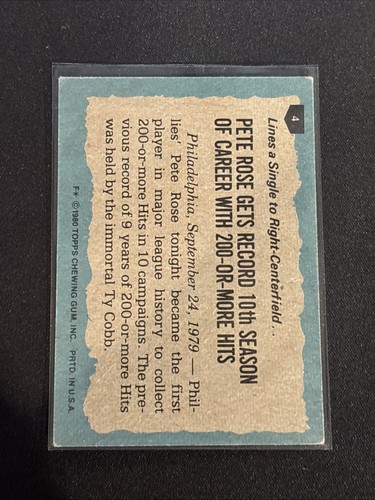 4
Lines a Single to Right-Centerfield...
PETE ROSE GETS RECORD 10th SEASON
OF CAREER WITH 200-OR-MORE HITS
Philadelphia, September 24, 1979 — Phil-
lies' Pete Rose tonight became the first
player in major league history to collect
200-or-more Hits in 10 campaigns. The pre-
vious record of 9 years of 200-or-more Hits
was held by the immortal Ty Cobb.
F* © 1980 TOPPS CHEWING GUM, INC. PRTD. IN U.S.A.